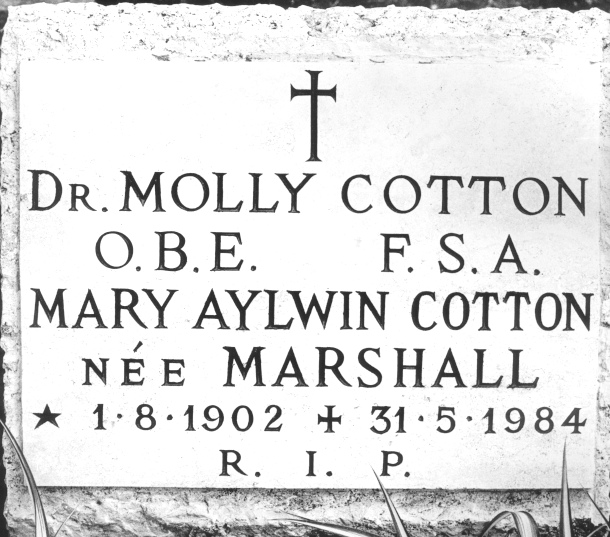 DR. MOLLY COTTON
O.B.E. F.S.A.
MARY AYLWIN COTTON
NÉE MARSHALL
★ 1·8·1902 ✝ 31·5·1984
R. I. P.